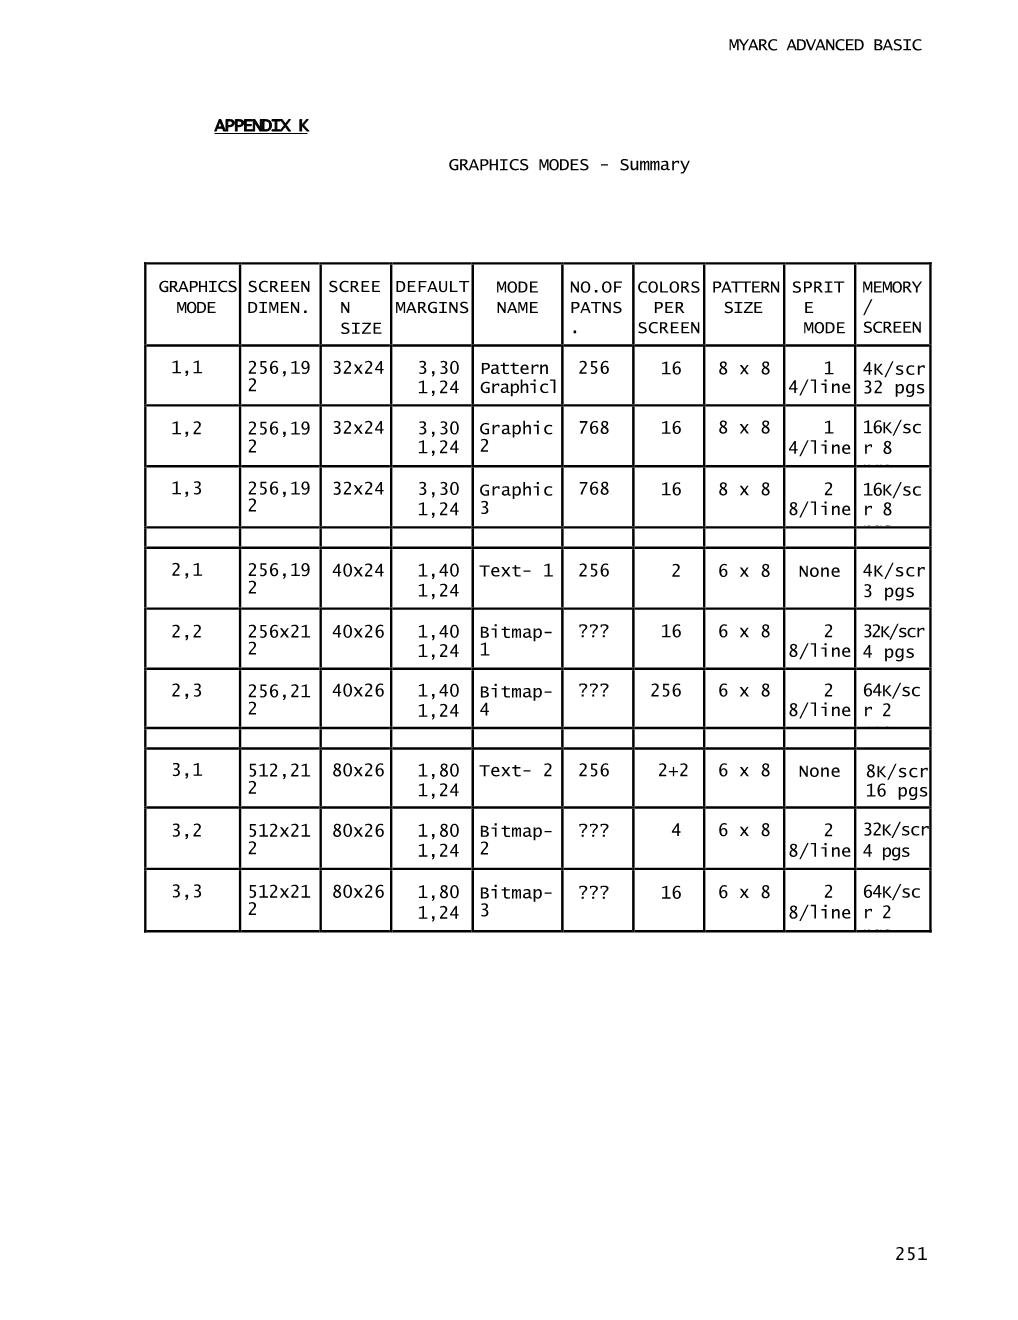 MYARC ADVANCED BASIC
APPENDIX K
GRAPHICS MODES – Summary
GRAPHICS MODE SCREEN DIMEN. SCREE N SIZE DEFAULT MARGINS MODE NAME NO.OF PATNS . COLORS PER SCREEN PATTERN SIZE SPRIT E MODE MEMORY / SCREEN
1,1 256,19 2 32x24 3,30 1,24 Pattern Graphic1 256 16 8 x 8 1 4/line 4K/scr 32 pgs
1,2 256,19 2 32x24 3,30 1,24 Graphic 2 768 16 8 x 8 1 4/line 16K/sc r 8
1,3 256,19 2 32x24 3,30 1,24 Graphic 3 768 16 8 x 8 2 8/line 16K/sc r 8
2,1 256,19 2 40x24 1,40 1,24 Text- 1 256 2 6 x 8 None 4K/scr 3 pgs
2,2 256x21 2 40x26 1,40 1,24 Bitmap- 1 ??? 16 6 x 8 2 8/line 32K/scr 4 pgs
2,3 256,21 2 40x26 1,40 1,24 Bitmap- 4 ??? 256 6 x 8 2 8/line 64K/sc r 2
3,1 512,21 2 80x26 1,80 1,24 Text- 2 256 2+2 6 x 8 None 8K/scr 16 pgs
3,2 512x21 2 80x26 1,80 1,24 Bitmap- 2 ??? 4 6 x 8 2 8/line 32K/scr 4 pgs
3,3 512x21 2 80x26 1,80 1,24 Bitmap- 3 ??? 16 6 x 8 2 8/line 64K/sc r 2
251